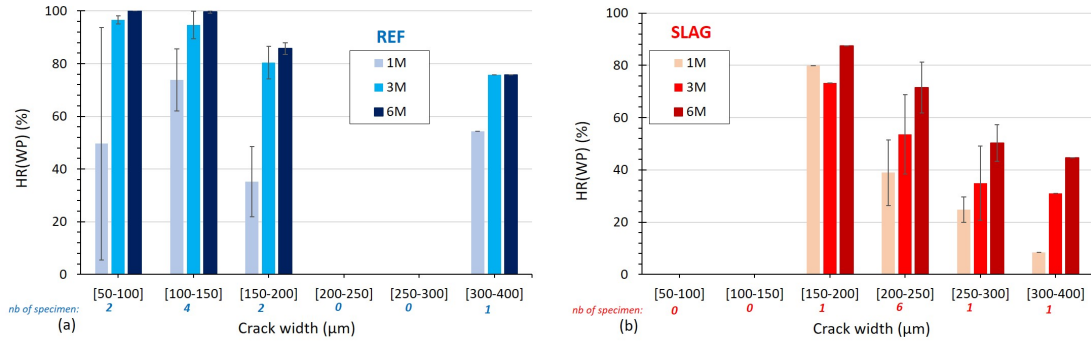 REF
1M
3M
6M
HR(WP) (%)
100
80
60
40
20
0
[50-100] [100-150] [150-200] [200-250] [250-300] [300-400]
nb of specimen: 2 4 2 0 0 1
(a) Crack width (μm)
SLAG
1M
3M
6M
HR(WP) (%)
100
80
60
40
20
0
[50-100] [100-150] [150-200] [200-250] [250-300] [300-400]
nb of specimen: 0 0 1 6 1 1
(b) Crack width (μm)